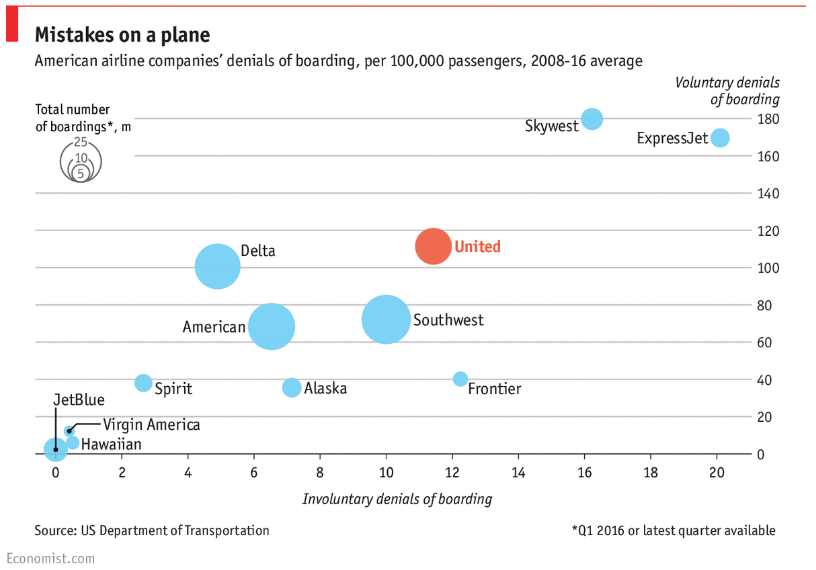 Mistakes on a plane
American airline companies’ denials of boarding, per 100,000 passengers, 2008-16 average
Voluntary denials
of boarding
Total number
of boardings*, m
25
10
5
180
160
140
120
100
80
60
40
20
0
Skywest
ExpressJet
Delta
United
American
Southwest
Spirit
Alaska
Frontier
JetBlue
Virgin America
Hawaiian
0 2 4 6 8 10 12 14 16 18 20
Involuntary denials of boarding
Source: US Department of Transportation
*Q1 2016 or latest quarter available
Economist.com